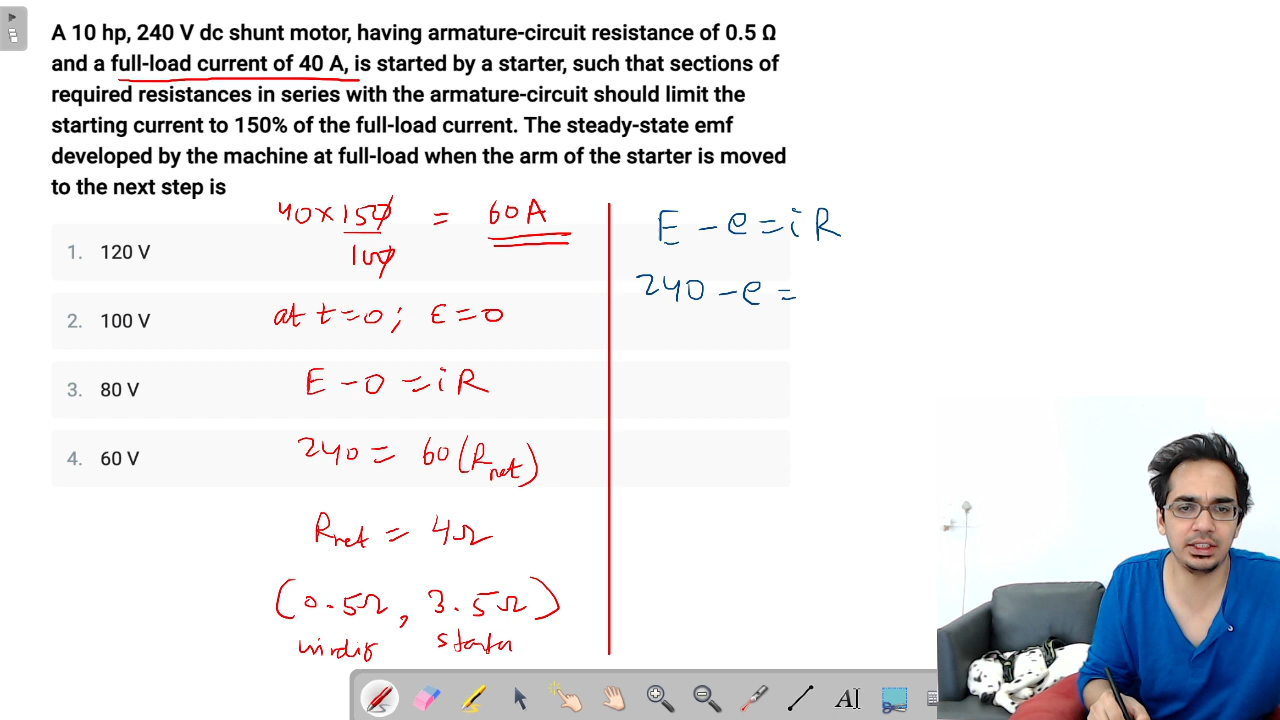 A 10 hp, 240 V dc shunt motor, having armature-circuit resistance of 0.5 Ω
and a full-load current of 40 A, is started by a starter, such that sections of
required resistances in series with the armature-circuit should limit the
starting current to 150% of the full-load current. The steady-state emf
developed by the machine at full-load when the arm of the starter is moved
to the next step is
1. 120 V
2. 100 V
3. 80 V
4. 60 V
40 × 150 = 60 A
100
at t = 0 ; ε = 0
E - 0 = i R
240 = 60 (Rnet)
Rnet = 4Ω
(0.5Ω, 3.5Ω)
starter
E - e = i R
240 - e =
AI